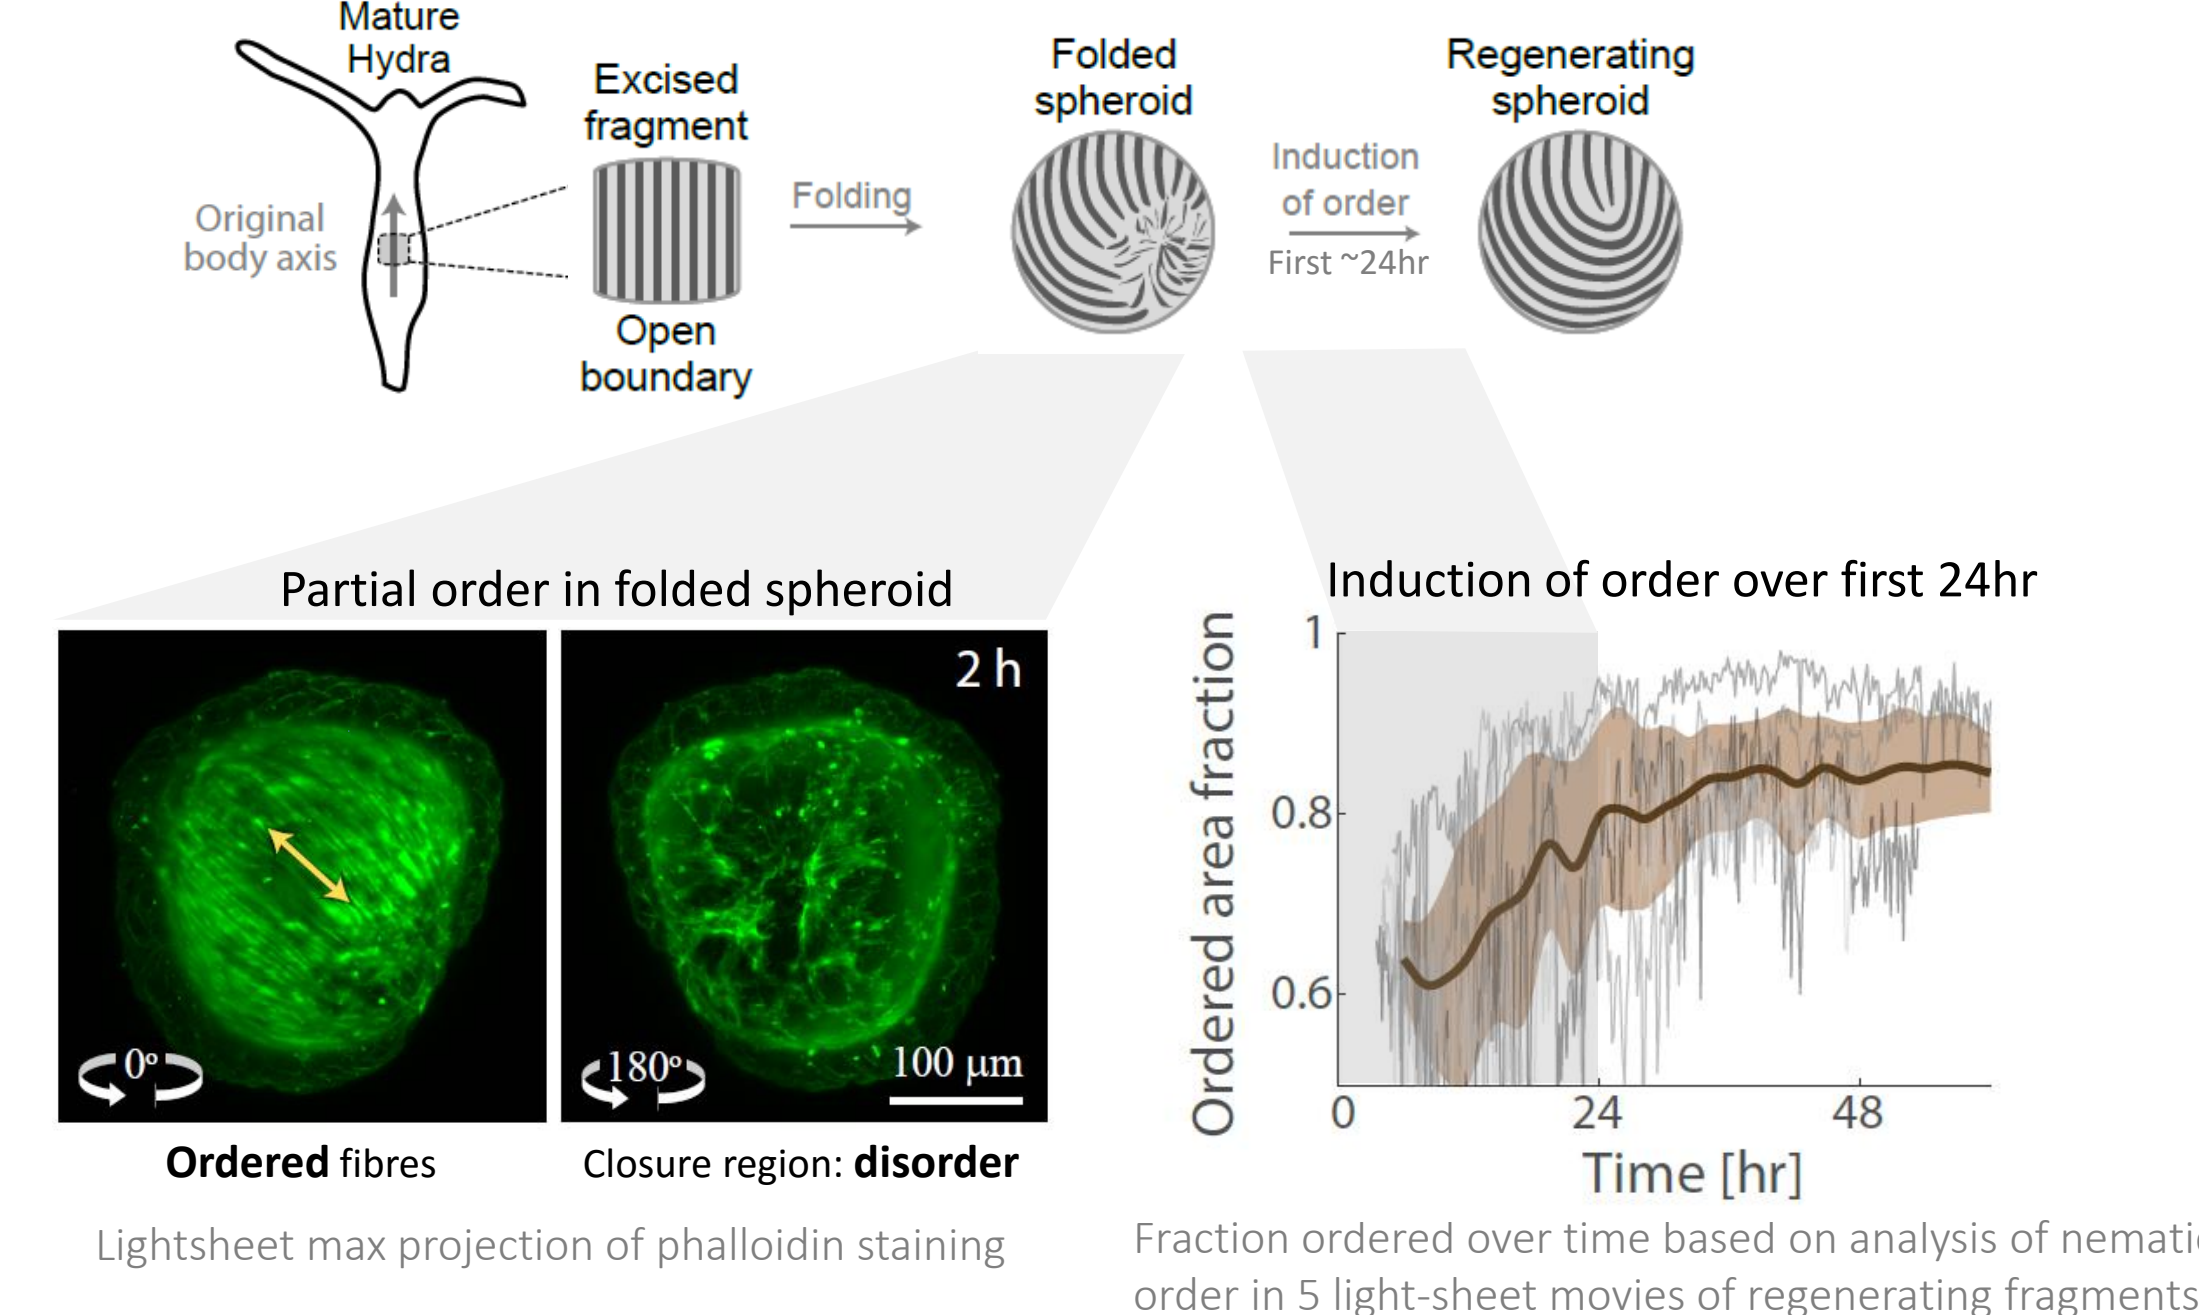 Mature
Hydra
Excised
fragment
Original
body axis
Open
boundary
Folding
Folded
spheroid
Induction
of order
First ~24hr
Regenerating
spheroid
Partial order in folded spheroid
2 h
0º
180º
100 µm
Ordered fibres
Closure region: disorder
Lightsheet max projection of phalloidin staining
Induction of order over first 24hr
Ordered area fraction
1
0.8
0.6
0
24
48
Time [hr]
Fraction ordered over time based on analysis of nemati
order in 5 light-sheet movies of regenerating fragments